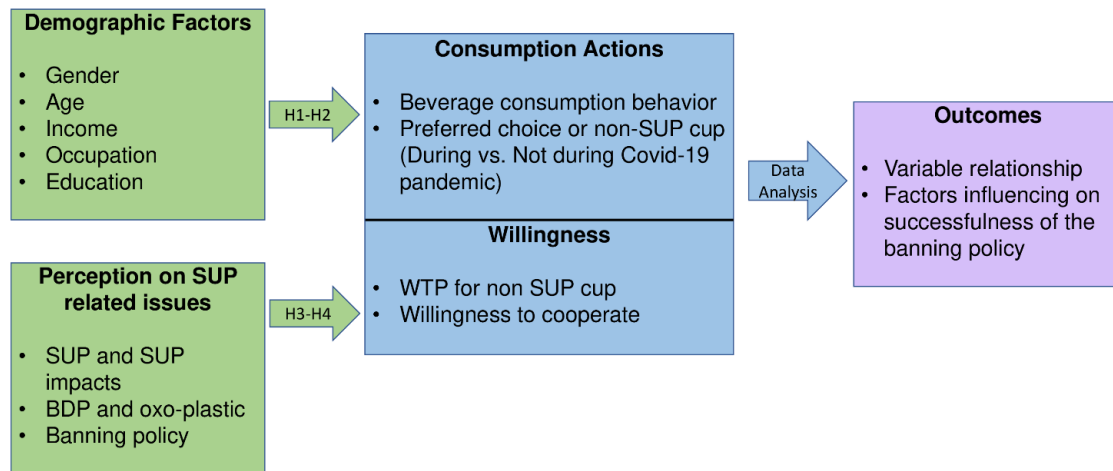 Demographic Factors
• Gender
• Age
• Income
• Occupation
• Education
H1-H2
Consumption Actions
• Beverage consumption behavior
• Preferred choice or non-SUP cup
(During vs. Not during Covid-19
pandemic)
Willingness
• WTP for non SUP cup
• Willingness to cooperate
Perception on SUP
related issues
• SUP and SUP
impacts
• BDP and oxo-plastic
• Banning policy
H3-H4
Data
Analysis
Outcomes
• Variable relationship
• Factors influencing on
successfulness of the
banning policy